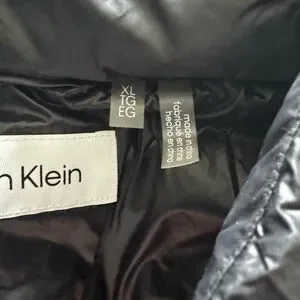 XL
TG
EG
made in china
fabriqué en chine
hecho en china
n Klein